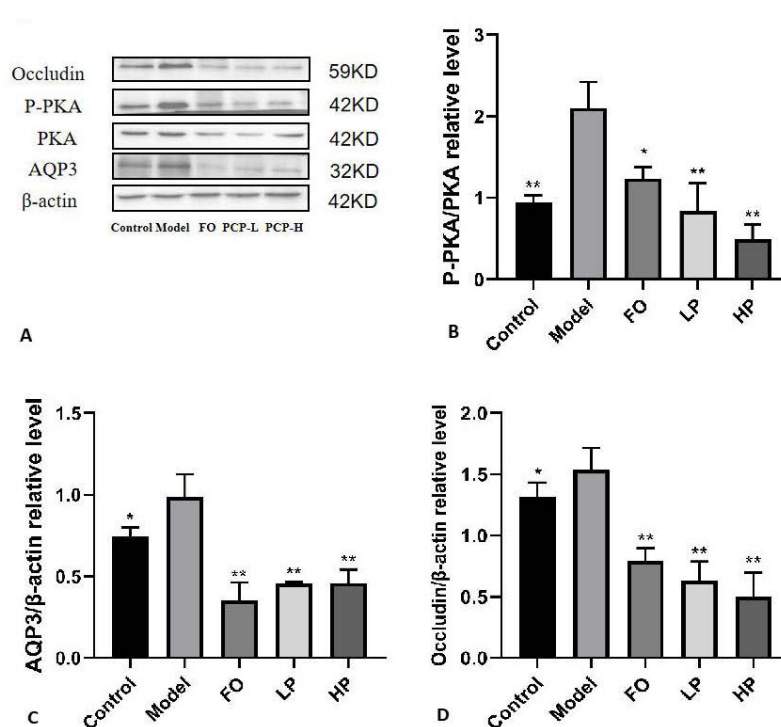 Occludin 59KD
P-PKA 42KD
PKA 42KD
AQP3 32KD
β-actin 42KD
Control Model FO PCP-L PCP-H
A
P-PKA/PKA relative level
3
2
1
0
**
*
**
**
Control Model FO LP HP
B
AQP3/β-actin relative level
1.5
1.0
0.5
0.0
*
**
**
**
Control Model FO LP HP
C
Occludin/β-actin relative level
2.0
1.5
1.0
0.5
0.0
*
**
**
**
Control Model FO LP HP
D